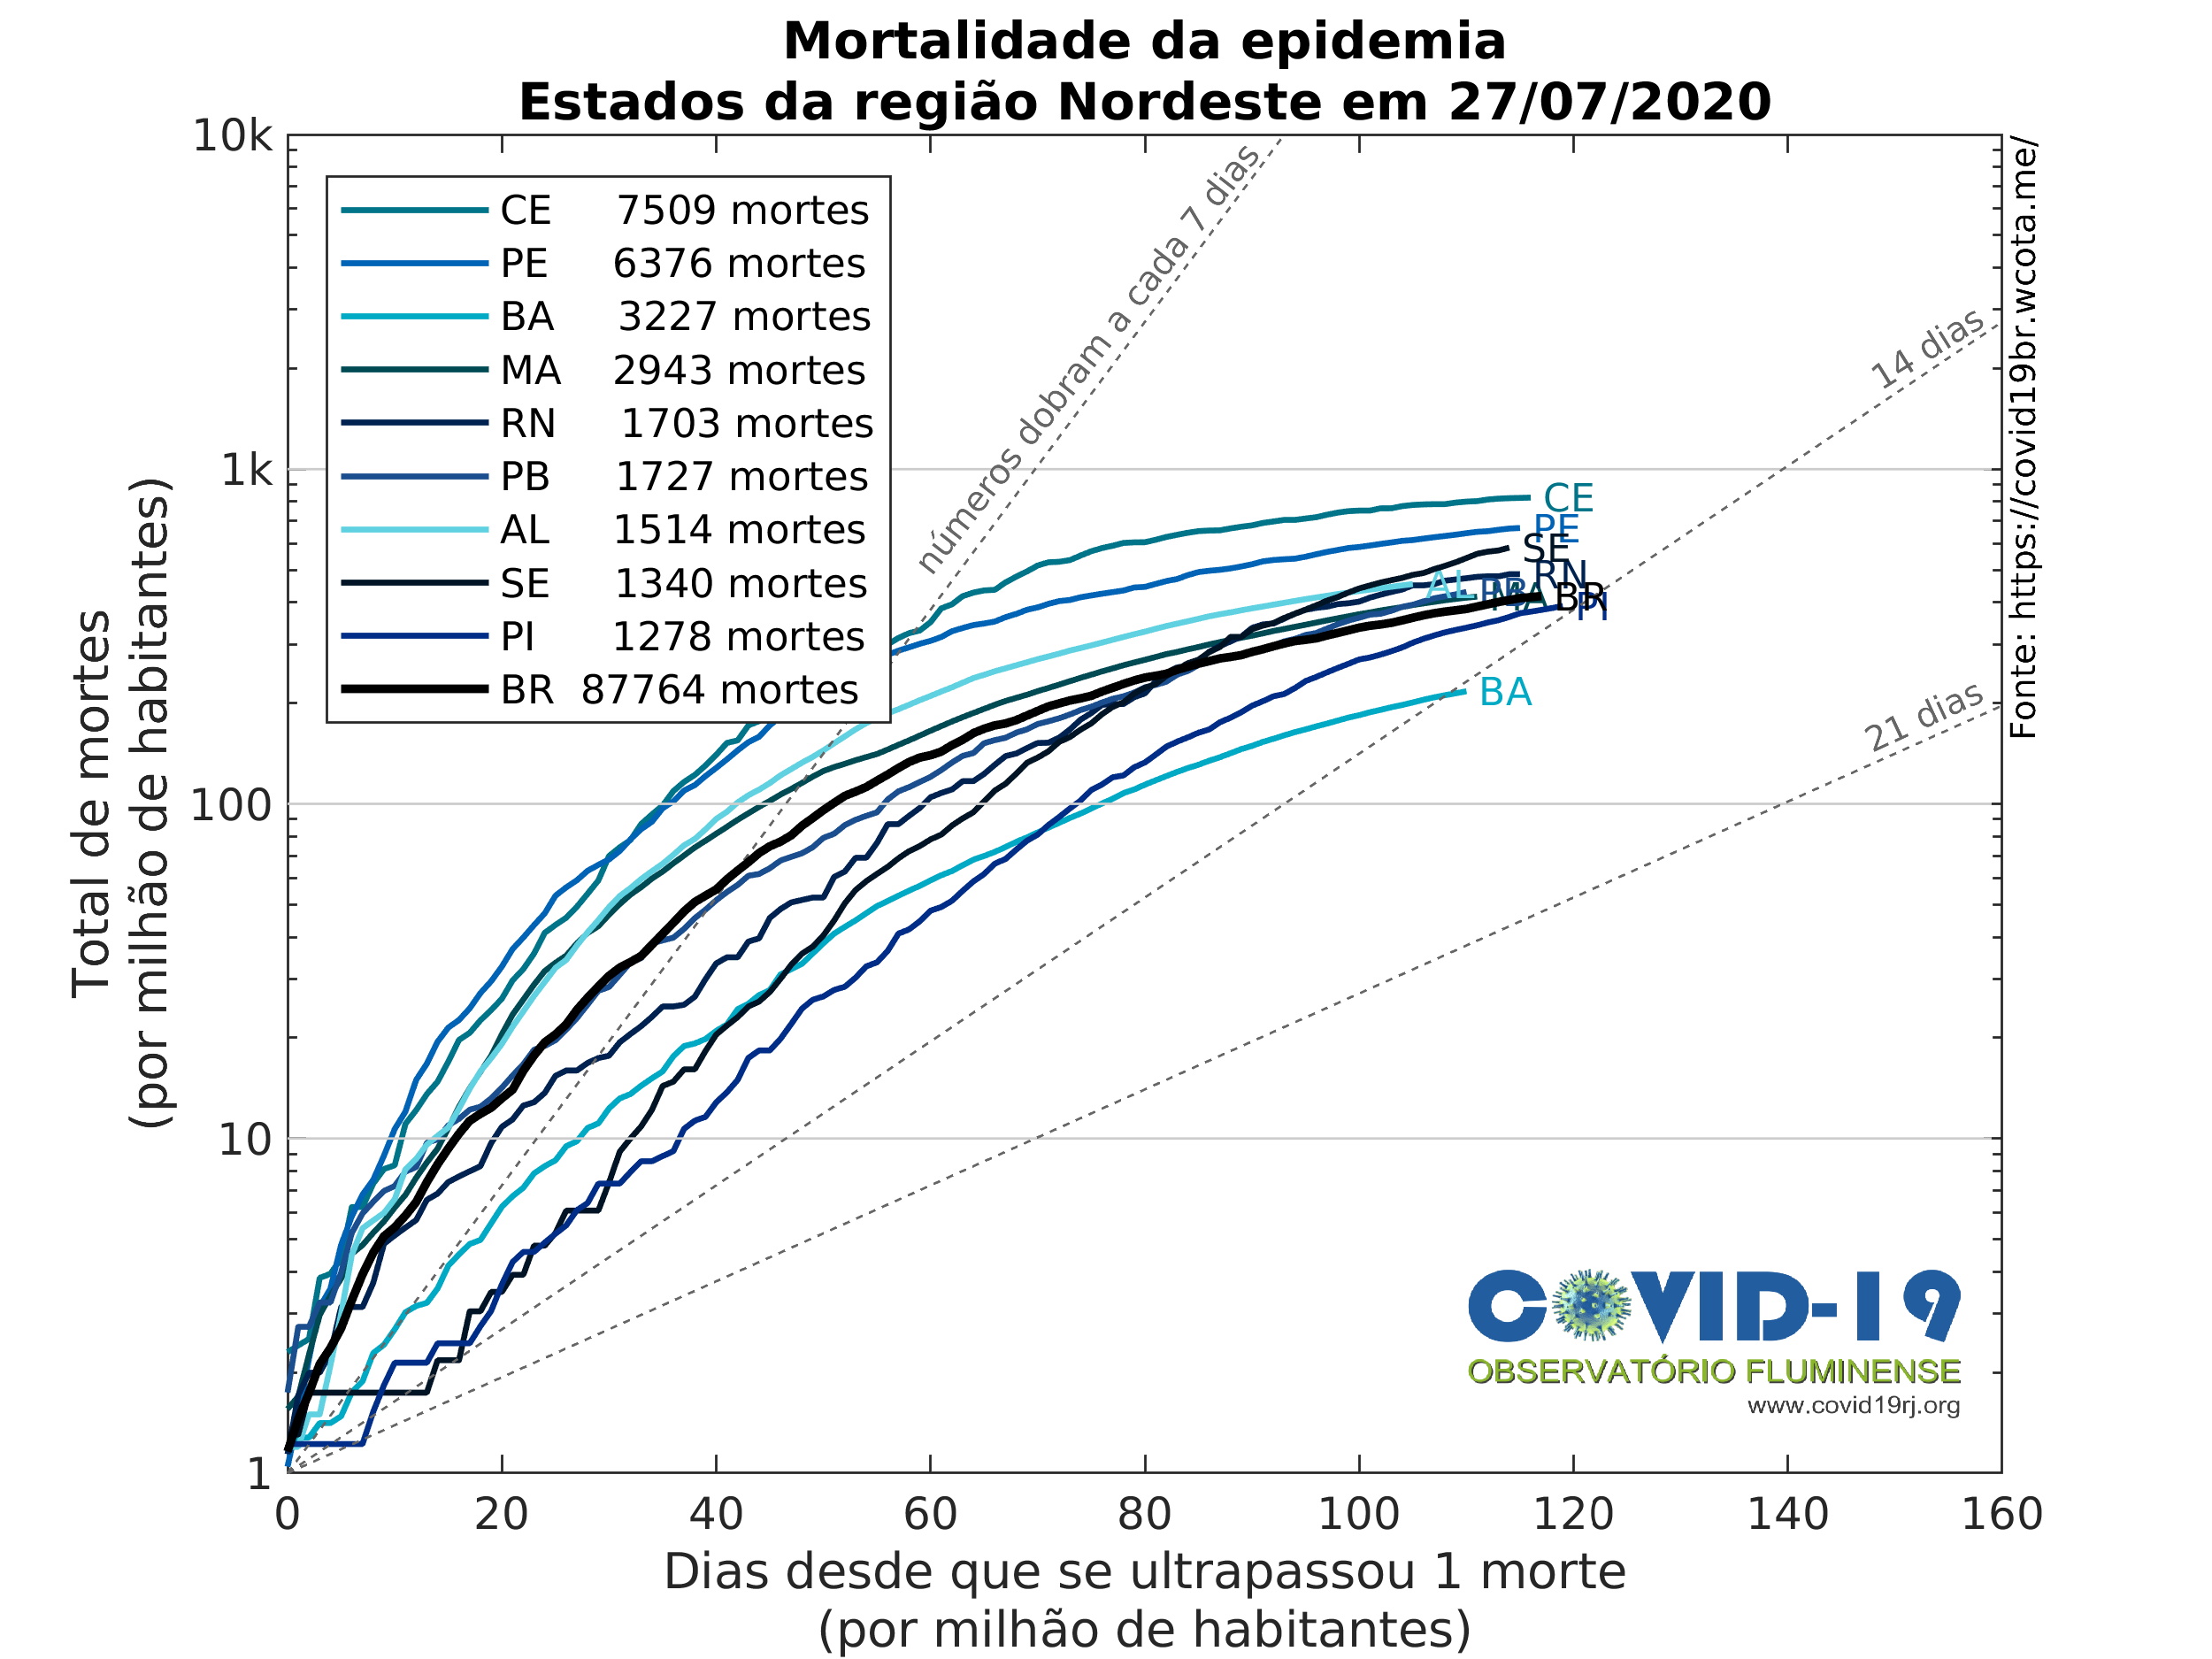 Mortalidade da epidemia
Estados da região Nordeste em 27/07/2020
Total de mortes
(por milhão de habitantes)
10k
1k
100
10
1
CE 7509 mortes
PE 6376 mortes
BA 3227 mortes
MA 2943 mortes
RN 1703 mortes
PB 1727 mortes
AL 1514 mortes
SE 1340 mortes
PI 1278 mortes
BR 87764 mortes
números dobram a cada 7 dias
14 dias
21 dias
CE
PE
SE
RN
AL
PB
MA
BR
PI
BA
Fonte: https://covid19br.wcota.me/
COVID-19
OBSERVATÓRIO FLUMINENSE
www.covid19rj.org
0 20 40 60 80 100 120 140 160
Dias desde que se ultrapassou 1 morte
(por milhão de habitantes)